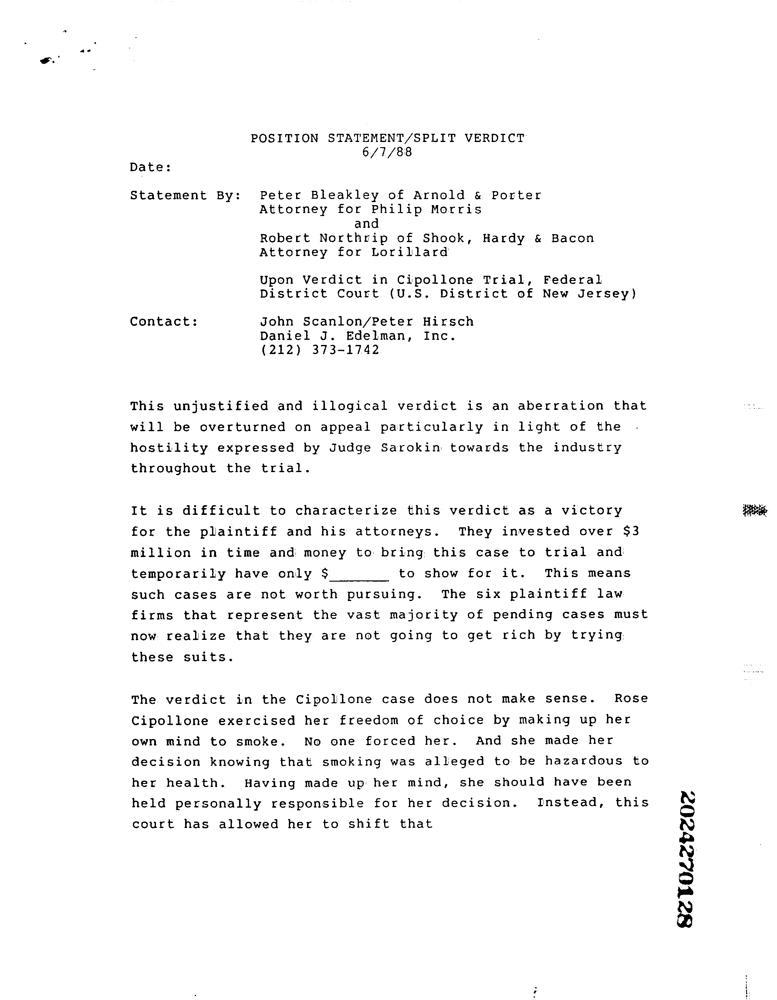 POSITION STATEMENT/SPLIT VERDICT
6/7/88
Date:
Statement By: Peter Bleakley of Arnold & Porter
Attorney for Philip Morris
and
Robert Northrip of Shook, Hardy & Bacon
Attorney for Lorillard
Upon Verdict in Cipollone Trial, Federal
District Court (U.S. District of New Jersey)
Contact: John Scanlon/Peter Hirsch
Daniel J. Edelman, Inc.
(212) 373-1742
This unjustified and illogical verdict is an aberration that
will be overturned on appeal particularly in light of the
hostility expressed by Judge Sarokin towards the industry
throughout the trial.
It is difficult to characterize this verdict as a victory
for the plaintiff and his attorneys. They invested over $3
million in time and money to bring this case to trial and
temporarily have only $_______ to show for it. This means
such cases are not worth pursuing. The six plaintiff law
firms that represent the vast majority of pending cases must
now realize that they are not going to get rich by trying
these suits.
The verdict in the Cipollone case does not make sense. Rose
Cipollone exercised her freedom of choice by making up her
own mind to smoke. No one forced her. And she made her
decision knowing that smoking was alleged to be hazardous to
her health. Having made up her mind, she should have been
held personally responsible for her decision. Instead, this
court has allowed her to shift that
2024270128